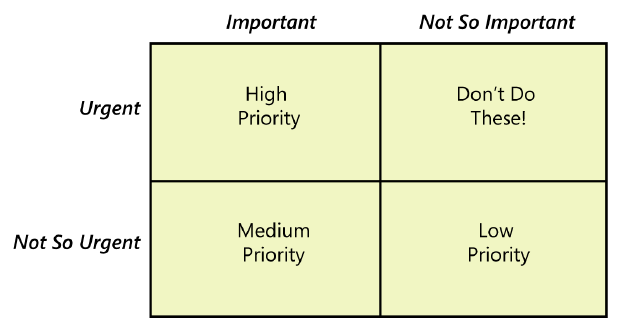 Important Not So Important
Urgent
High
Priority
Don't Do
These!
Not So Urgent
Medium
Priority
Low
Priority